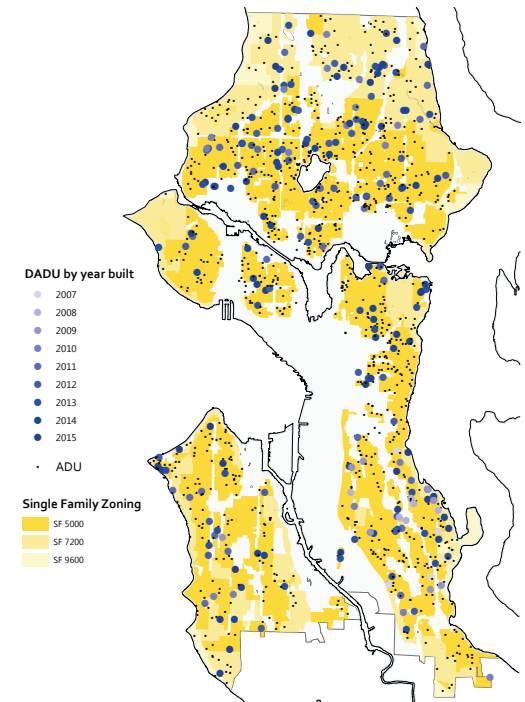 DADU by year built
2007
2008
2009
2010
2011
2012
2013
2014
2015
ADU
Single Family Zoning
SF 5000
SF 7200
SF 9600